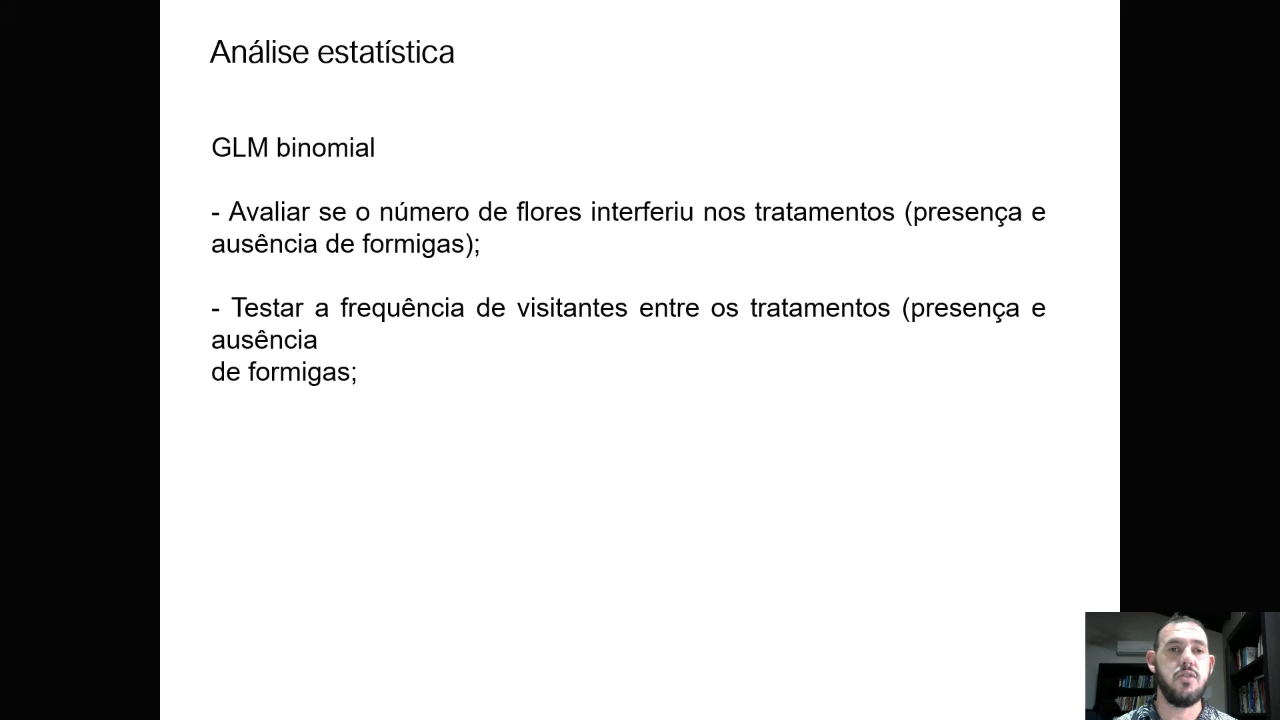 Análise estatística
GLM binomial
- Avaliar se o número de flores interferiu nos tratamentos (presença e
ausência de formigas);
- Testar a frequência de visitantes entre os tratamentos (presença e
ausência
de formigas;